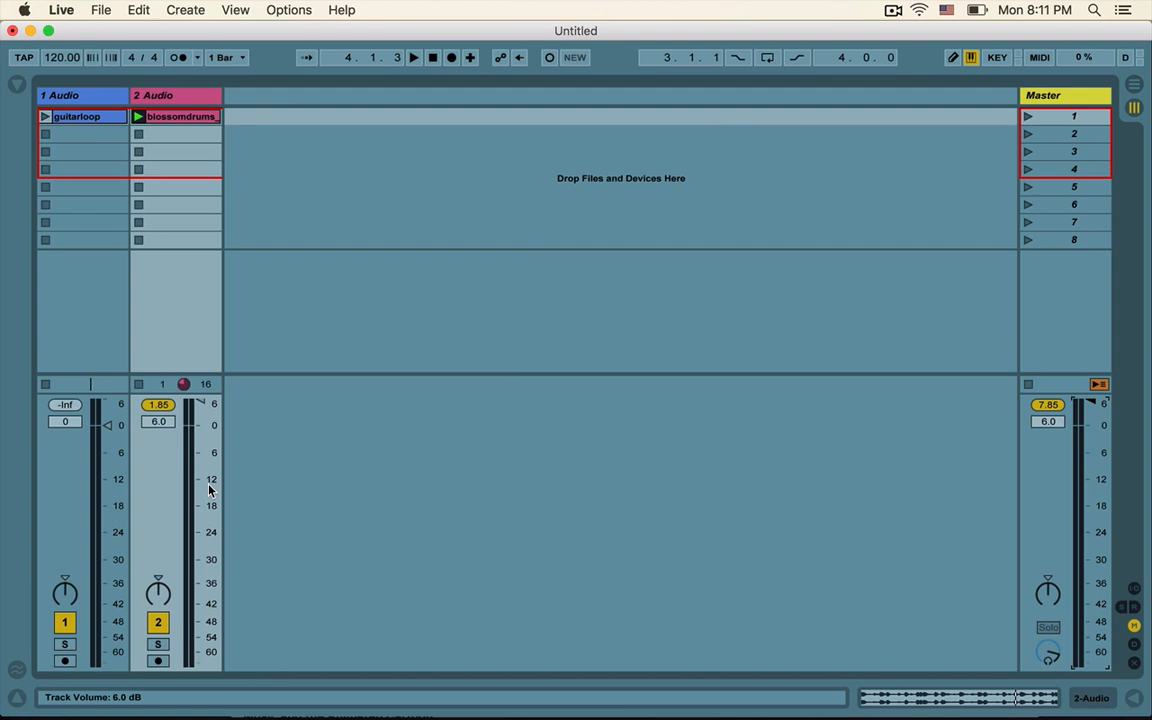 Live File Edit Create View Options Help Mon 8:11 PM
Untitled
TAP 120.00 4 / 4 1 Bar 4. 1. 3 NEW 3. 1. 1 4. 0. 0 KEY MIDI 0 % D
1 Audio 2 Audio Master
guitarloop blossomdrums_ 1
2
3
4
Drop Files and Devices Here
5
6
7
8
1 16
-Inf 6 1.85 6 7.85 6
0 0 6.0 0 6.0 0
6 6 6
12 12 12
18 18 18
24 24 24
30 30 30
36 36 36
42 42 42
1 48 2 48 48
54 54 Solo 54
S 60 S 60 60
I·O
S R
M
D
X
Track Volume: 6.0 dB 2-Audio